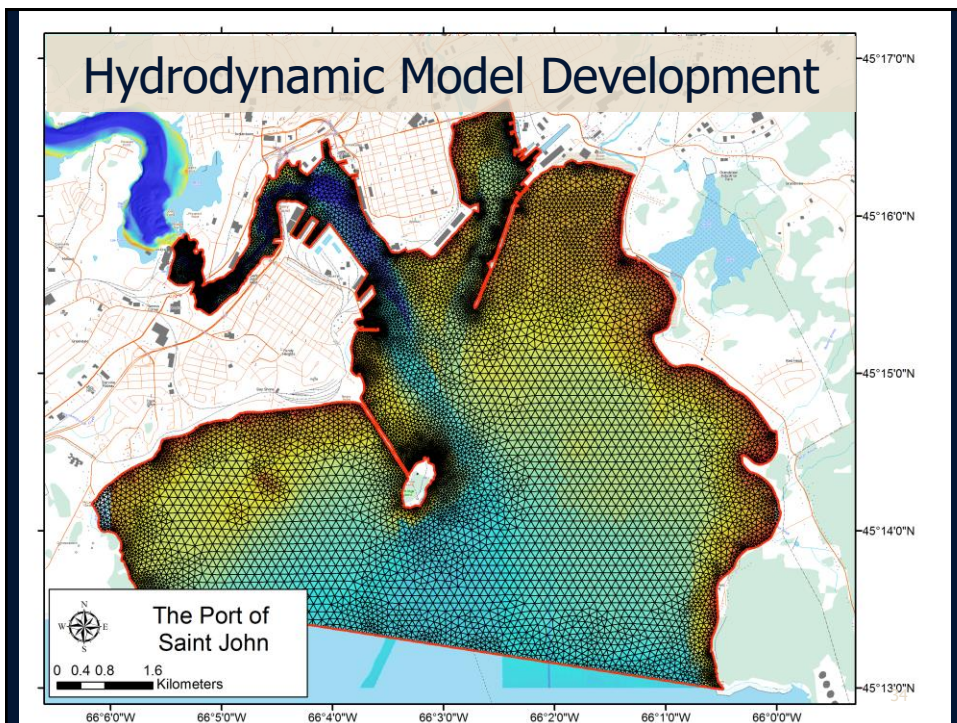 Hydrodynamic Model Development
45°17'0"N
45°16'0"N
45°15'0"N
45°14'0"N
45°13'0"N
N
W E
S
The Port of
Saint John
0 0.4 0.8 1.6
Kilometers
34
66°6'0"W 66°5'0"W 66°4'0"W 66°3'0"W 66°2'0"W 66°1'0"W 66°0'0"W